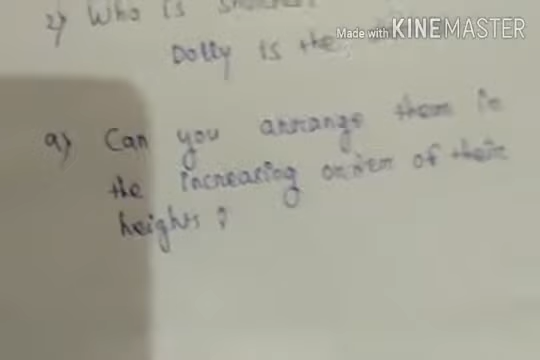 2) Who is shortest
Made with KINEMASTER
Dolly is the
a) Can you arrange them in
the increasing order of their
heights?